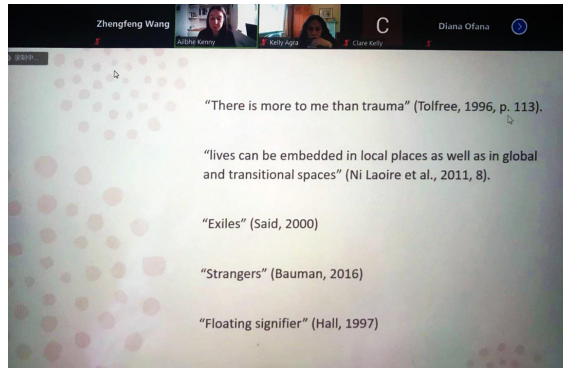 Zhengfeng Wang
Ailbhe Kenny
Kelly Agra
C
Clare Kelly
Diana Ofana
“There is more to me than trauma” (Tolfree, 1996, p. 113).
“lives can be embedded in local places as well as in global
and transitional spaces” (Ni Laoire et al., 2011, 8).
“Exiles” (Said, 2000)
“Strangers” (Bauman, 2016)
“Floating signifier” (Hall, 1997)